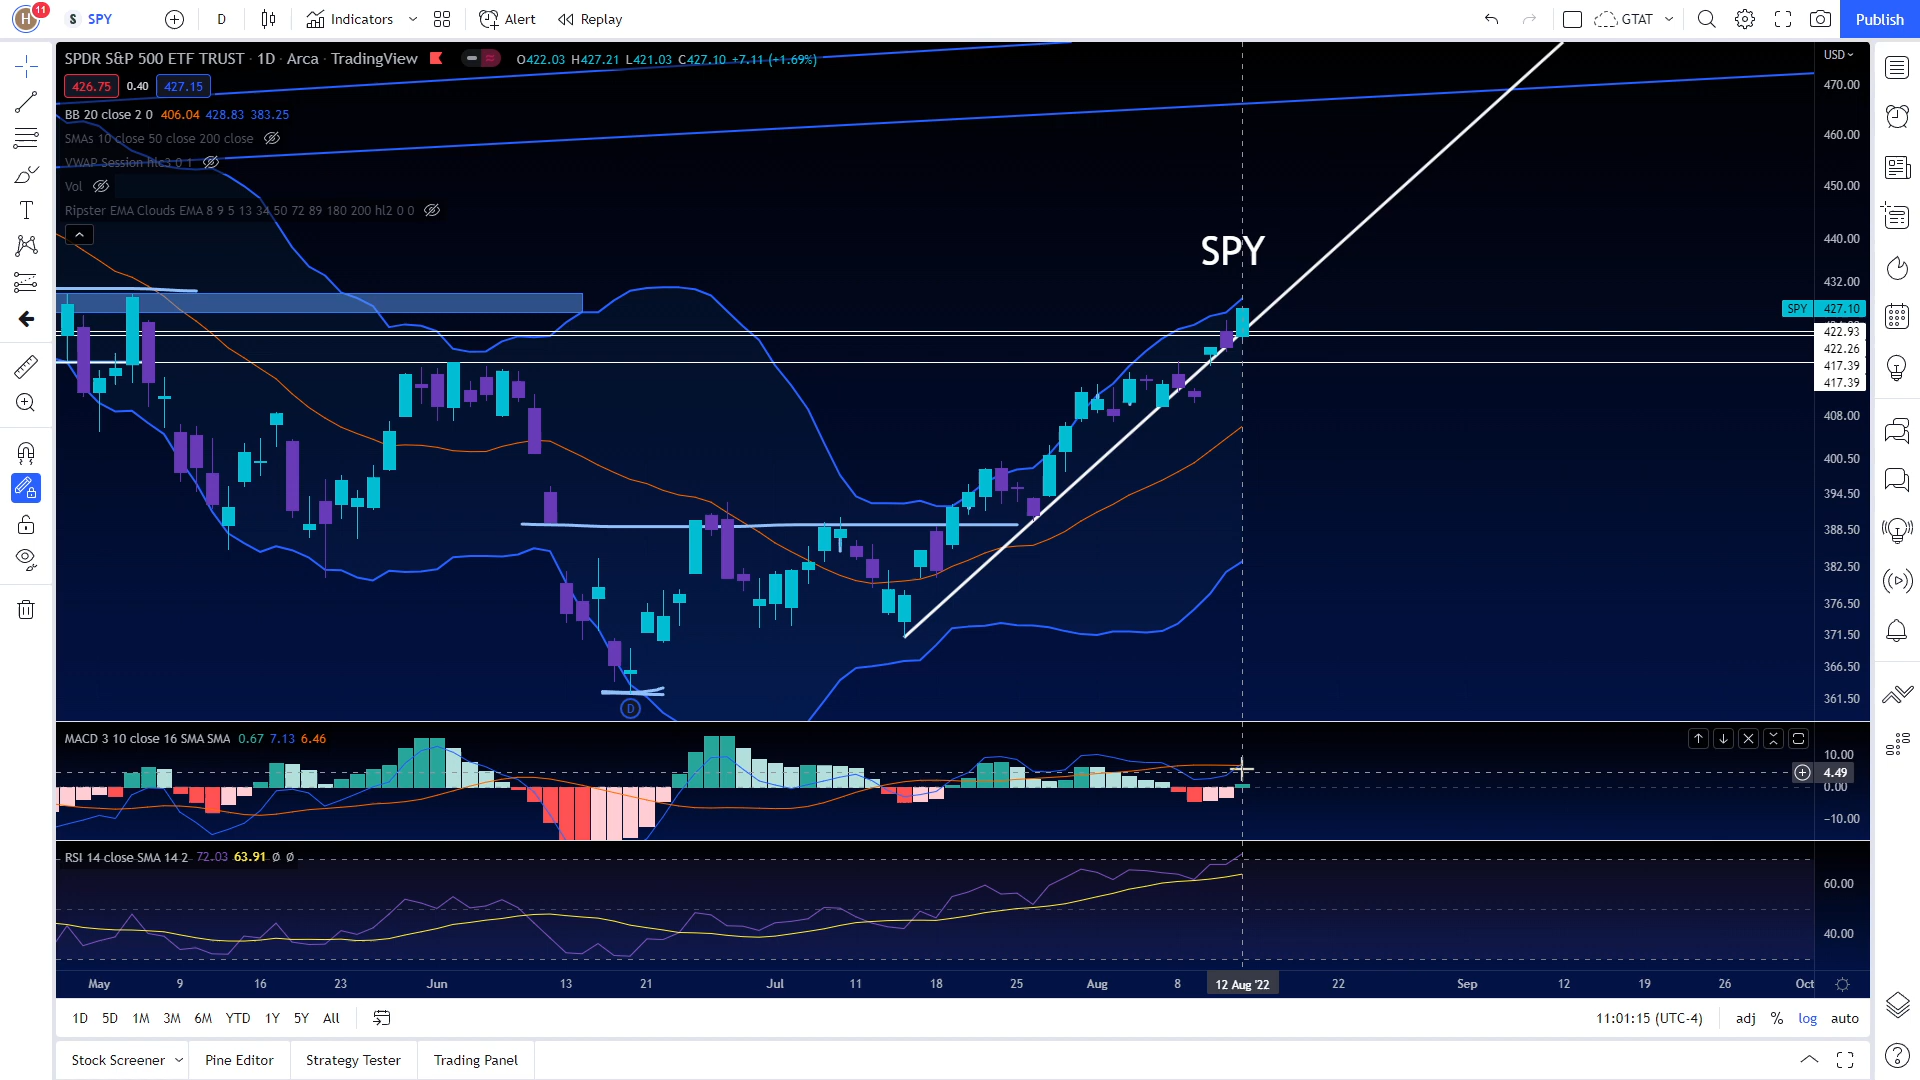 H 11 S SPY D Indicators Alert Replay GTAT Publish
SPDR S&P 500 ETF TRUST · 1D · Arca · TradingView O422.03 H427.21 L421.03 C427.10 +7.11 (+1.69%)
USD
426.75 0.40 427.15
BB 20 close 2 0 406.04 428.83 383.25
SMAs 10 close 50 close 200 close
VWAP Session hlc3 0 1
Vol
Ripster EMA Clouds EMA 8 9 5 13 34 50 72 89 180 200 hl2 0 0
SPY
470.00
460.00
450.00
440.00
432.00
SPY 427.10
422.93
422.26
417.39
417.39
408.00
400.50
394.50
388.50
382.50
376.50
371.50
366.50
361.50
D
MACD 3 10 close 16 SMA SMA 0.67 7.13 6.46
10.00
4.49
0.00
−10.00
RSI 14 close SMA 14 2 72.03 63.91 Ø Ø
60.00
40.00
May 9 16 23 Jun 13 21 Jul 11 18 25 Aug 8 12 Aug '22 22 Sep 12 19 26 Oct
1D 5D 1M 3M 6M YTD 1Y 5Y All 11:01:15 (UTC-4) adj % log auto
Stock Screener Pine Editor Strategy Tester Trading Panel